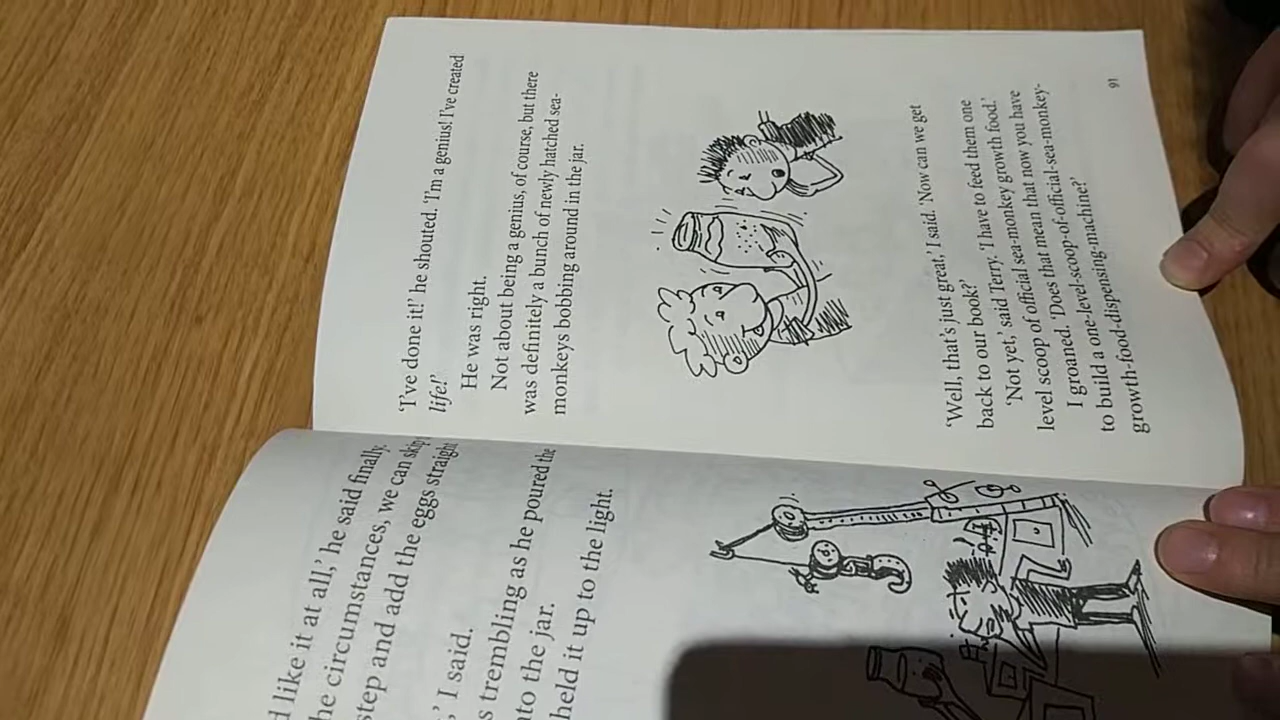 d like it at all,’ he said finally.
he circumstances, we can skip
step and add the eggs straight
,’ I said.
s trembling as he poured the
nto the jar.
held it up to the light.
‘I’ve done it!’ he shouted. ‘I’m a genius! I’ve created
life!’
He was right.
Not about being a genius, of course, but there
was definitely a bunch of newly hatched sea-
monkeys bobbing around in the jar.
‘Well, that’s just great,’ I said. ‘Now can we get
back to our book?’
‘Not yet,’ said Terry. ‘I have to feed them one
level scoop of official sea-monkey growth food.’
I groaned. ‘Does that mean that now you have
to build a one-level-scoop-of-official-sea-monkey-
growth-food-dispensing-machine?’
91